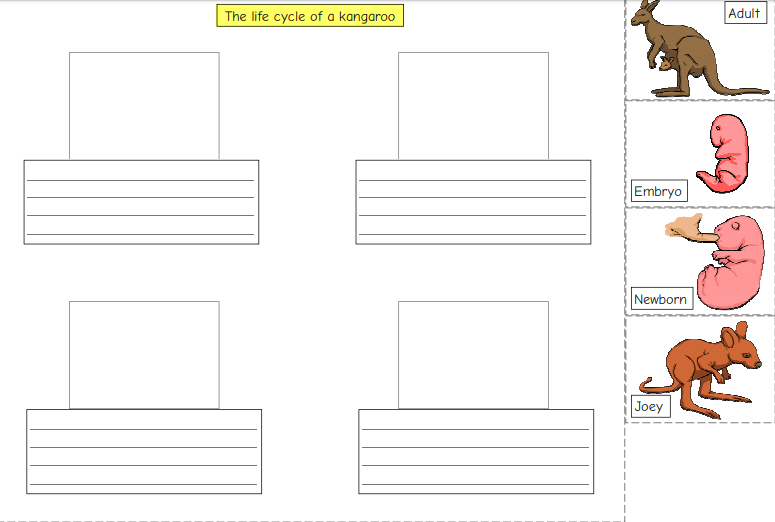 The life cycle of a kangaroo
Adult
Embryo
Newborn
Joey